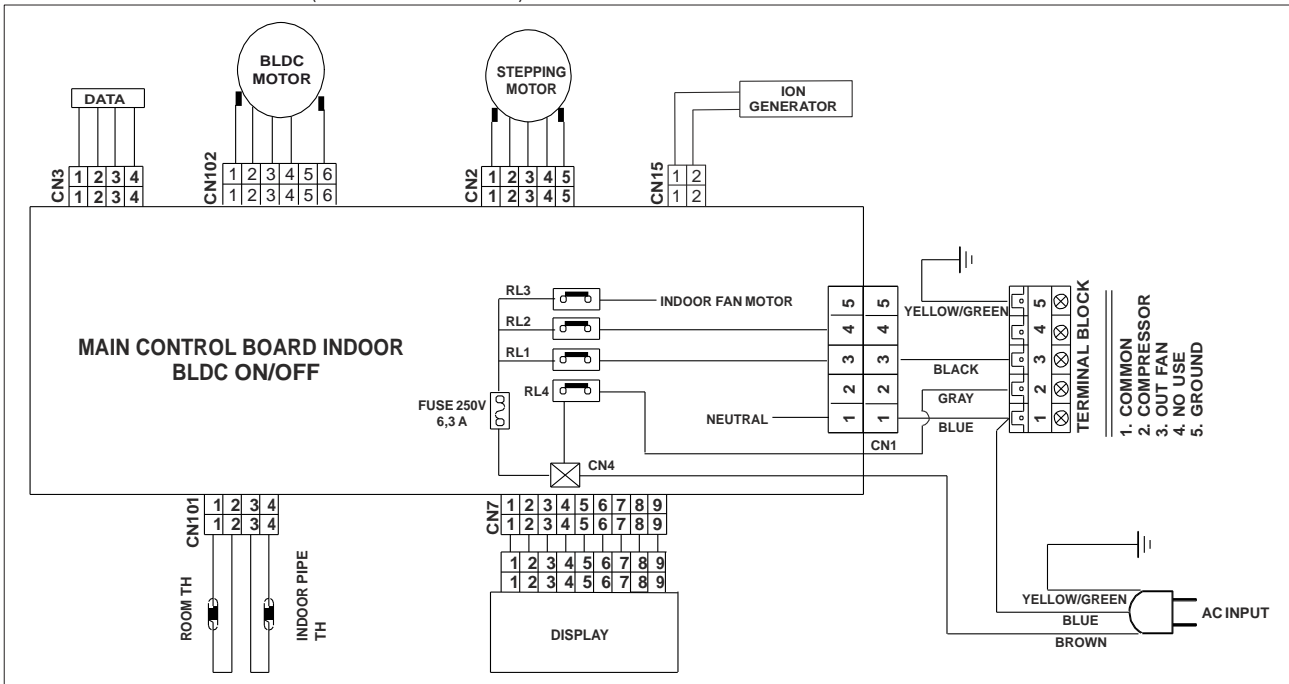 BLDC
MOTOR
STEPPING
MOTOR
ION
GENERATOR
DATA
CN3
1 2 3 4
1 2 3 4
CN102
1 2 3 4 5 6
1 2 3 4 5 6
CN2
1 2 3 4 5
1 2 3 4 5
CN15
1 2
1 2
MAIN CONTROL BOARD INDOOR
BLDC ON/OFF
RL3
INDOOR FAN MOTOR
RL2
RL1
RL4
FUSE 250V
6,3 A
NEUTRAL
CN4
5 5
4 4
3 3
2 2
1 1
CN1
YELLOW/GREEN
BLACK
GRAY
BLUE
5
4
3
2
1
TERMINAL BLOCK
1. COMMON
2. COMPRESSOR
3. OUT FAN
4. NO USE
5. GROUND
CN101
1 2 3 4
1 2 3 4
ROOM TH
INDOOR PIPE
TH
CN7
1 2 3 4 5 6 7 8 9
1 2 3 4 5 6 7 8 9
1 2 3 4 5 6 7 8 9
1 2 3 4 5 6 7 8 9
DISPLAY
YELLOW/GREEN
BLUE
BROWN
AC INPUT